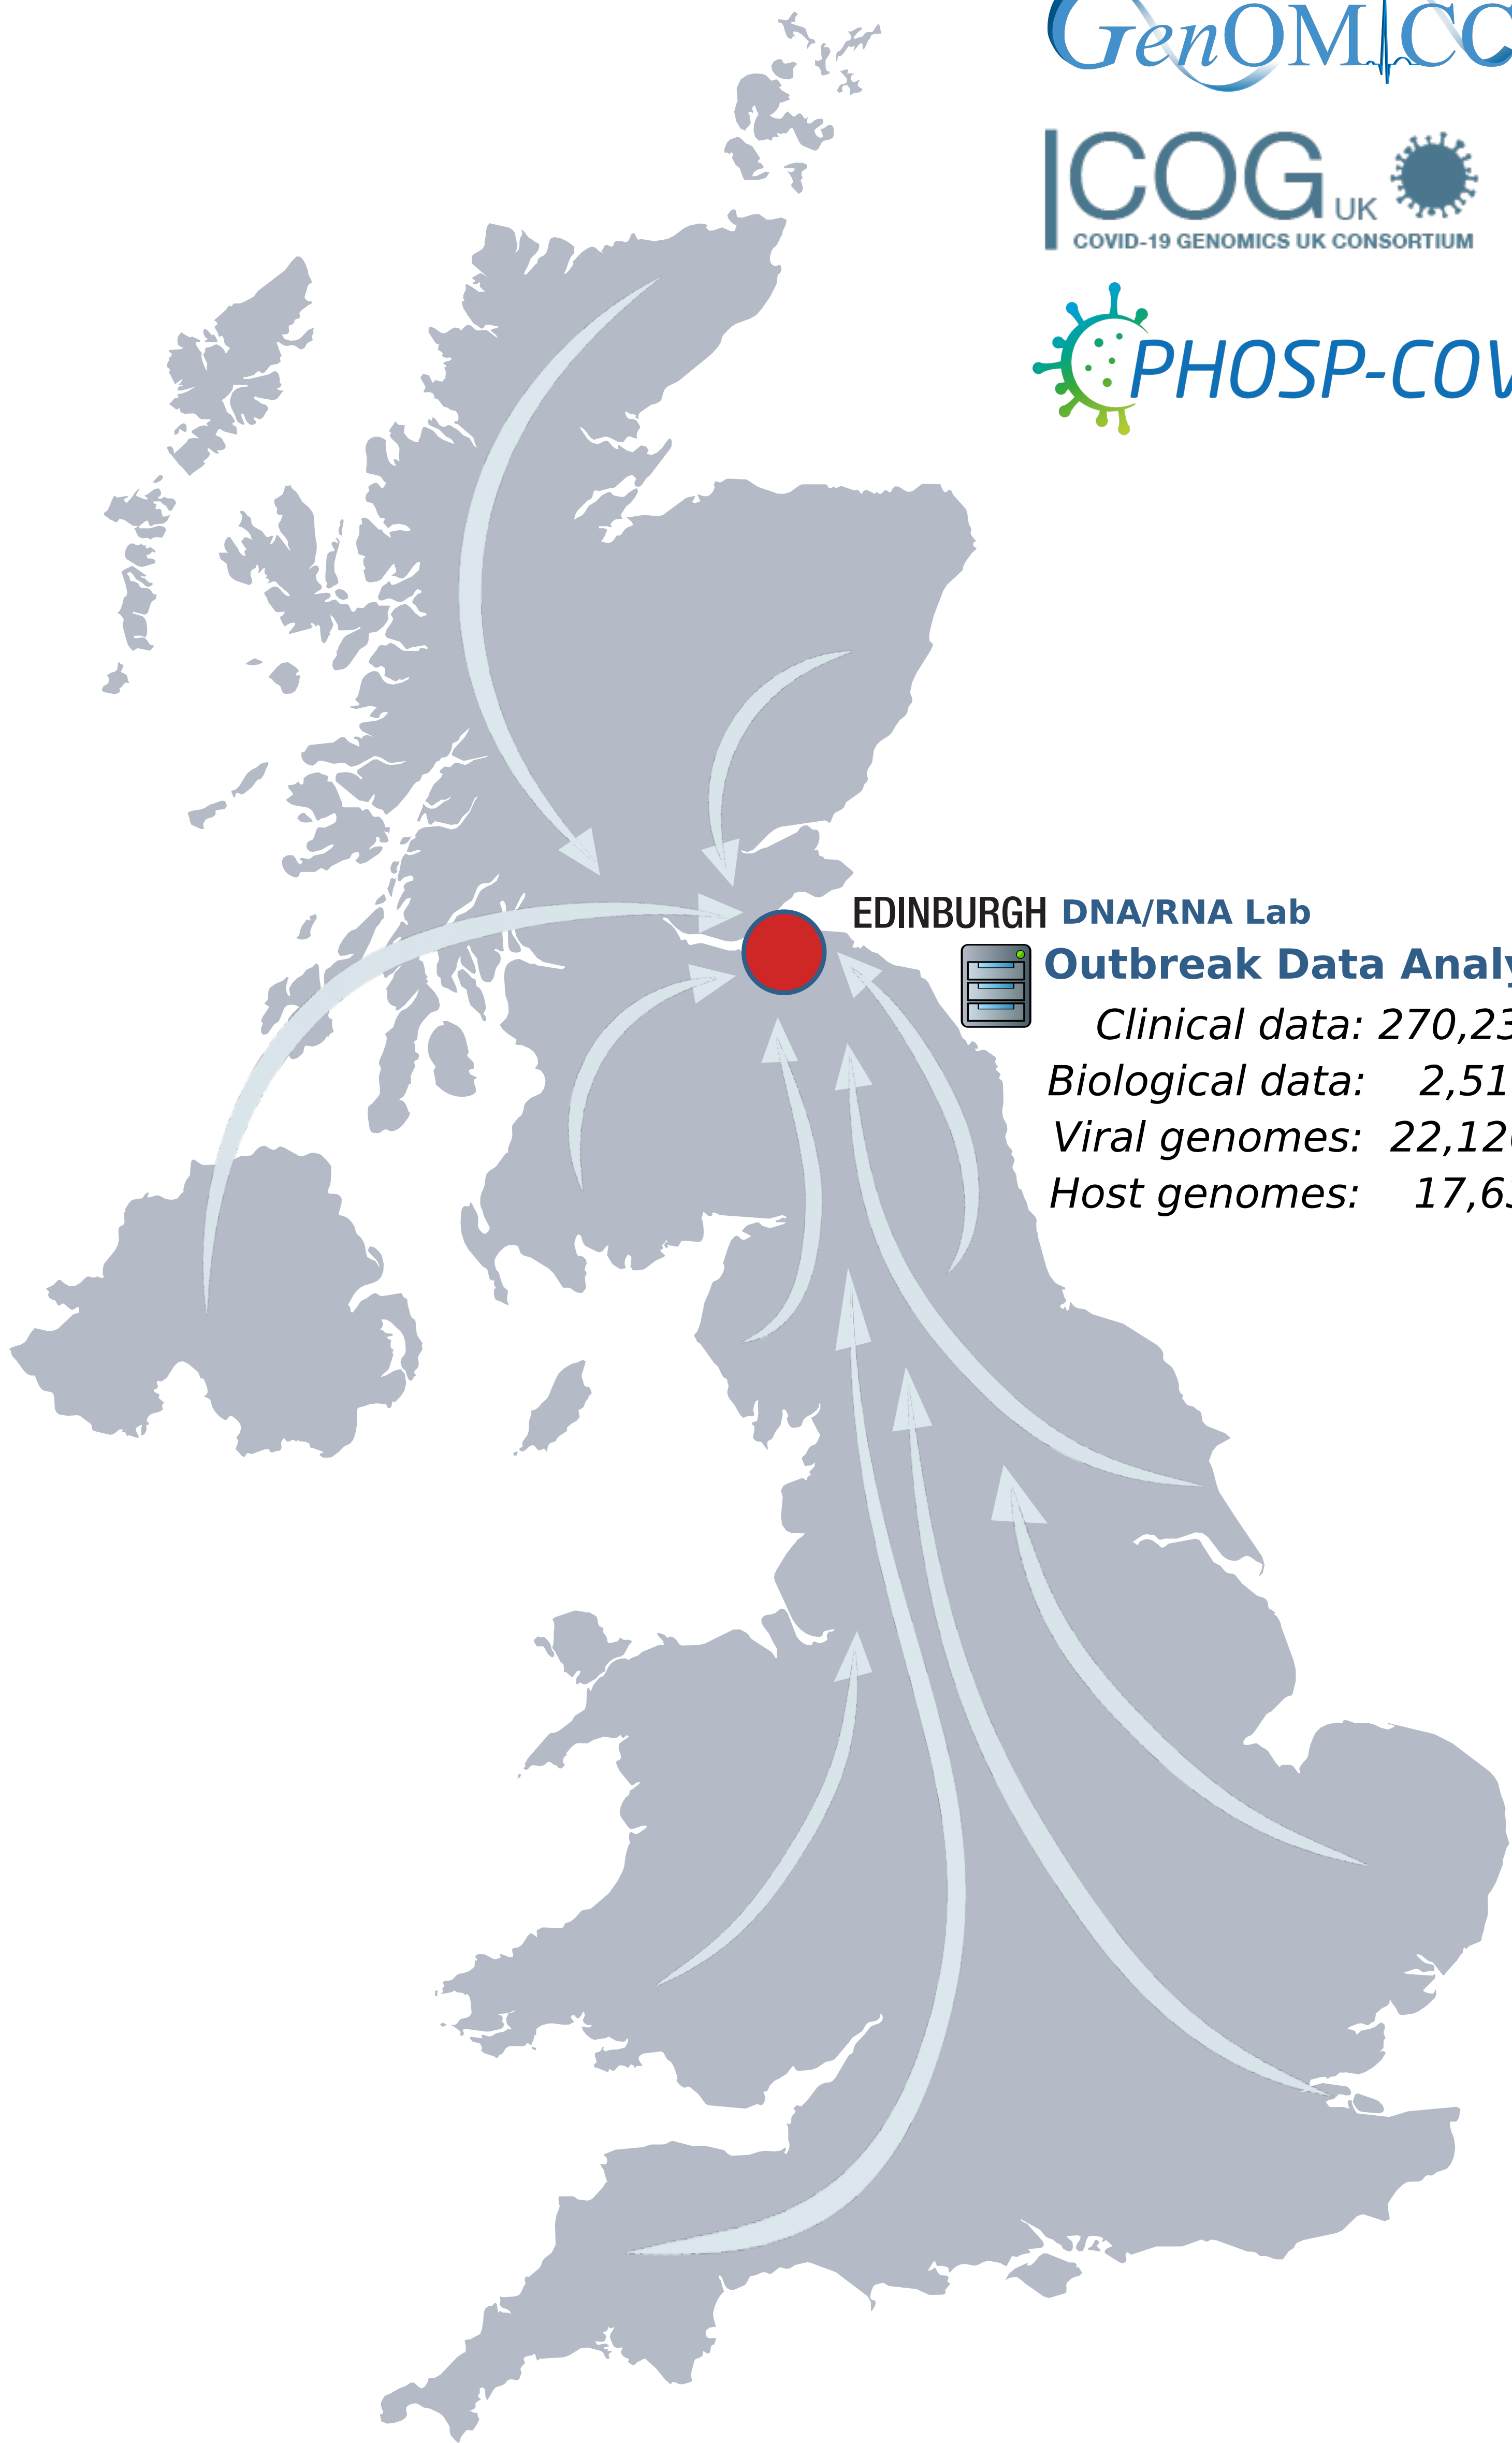 GenOMICC
COG UK
COVID-19 GENOMICS UK CONSORTIUM
PHOSP-COV
EDINBURGH DNA/RNA Lab
Outbreak Data Analy
Clinical data: 270,23
Biological data: 2,51
Viral genomes: 22,12
Host genomes: 17,6